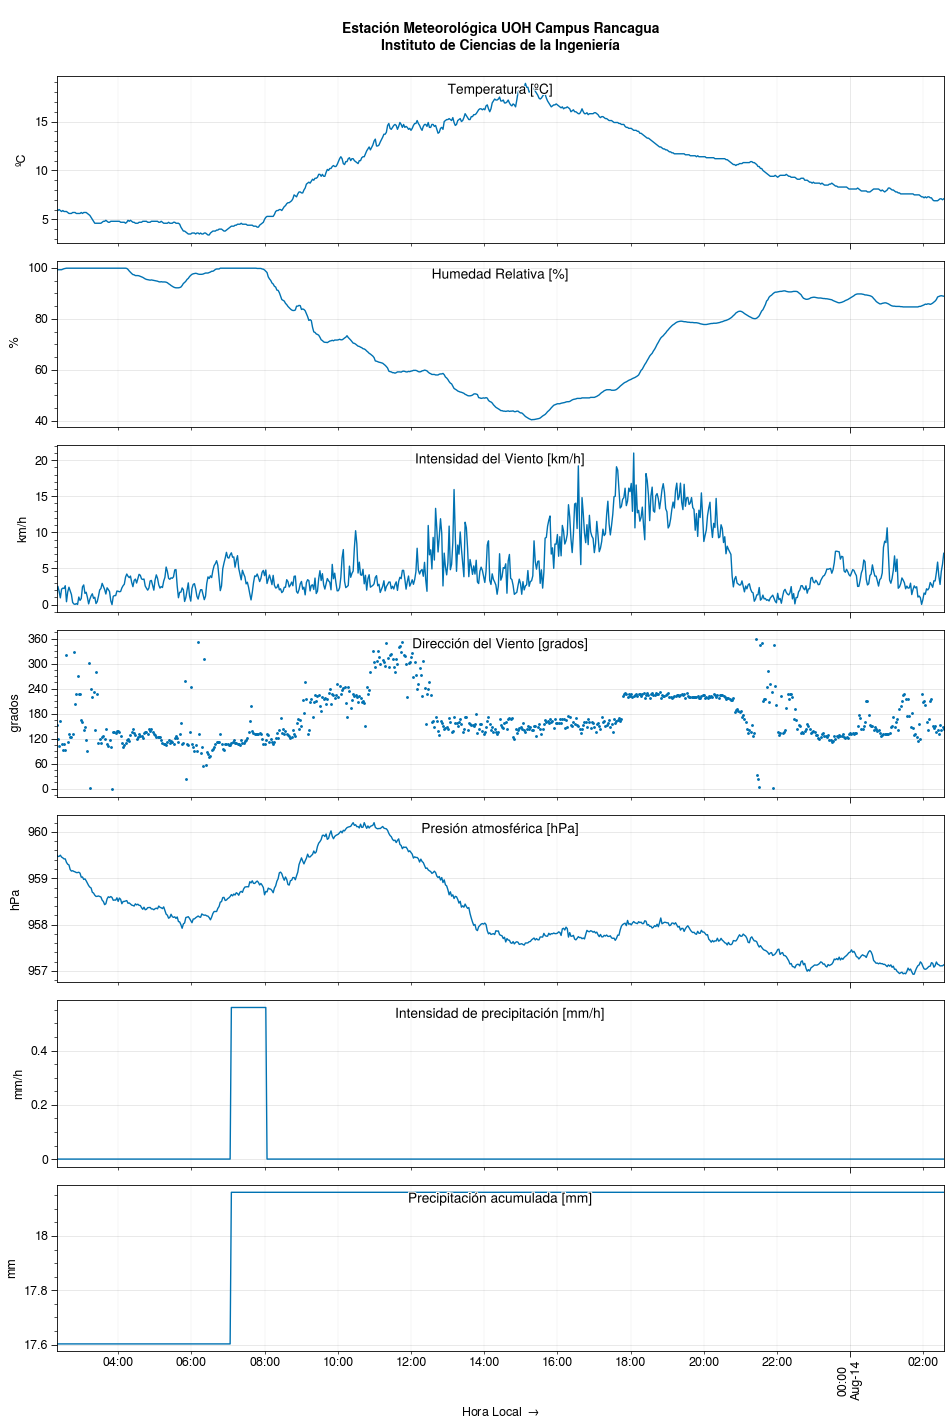 Estación Meteorológica UOH Campus Rancagua
Instituto de Ciencias de la Ingeniería
Temperatura [ºC]
15
10
5
ºC
Humedad Relativa [%]
100
80
60
40
%
Intensidad del Viento [km/h]
20
15
10
5
0
km/h
Dirección del Viento [grados]
360
300
240
180
120
60
0
grados
Presión atmosférica [hPa]
960
959
958
957
hPa
Intensidad de precipitación [mm/h]
0.4
0.2
0
mm/h
Precipitación acumulada [mm]
18
17.8
17.6
mm
04:00 06:00 08:00 10:00 12:00 14:00 16:00 18:00 20:00 22:00 00:00 02:00
Aug-14
Hora Local →